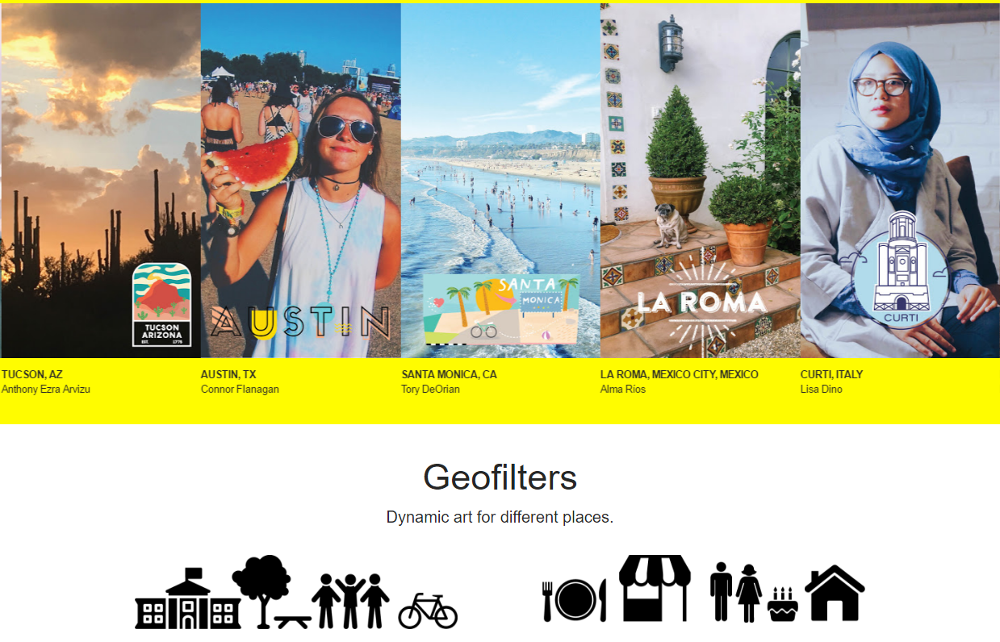 TUCSON
ARIZONA
EST. 1775
AUSTIN
SANTA
MONICA
LA ROMA
CURTI
TUCSON, AZ
Anthony Ezra Arvizu
AUSTIN, TX
Connor Flanagan
SANTA MONICA, CA
Tory DeOrian
LA ROMA, MEXICO CITY, MEXICO
Alma Ríos
CURTI, ITALY
Lisa Dino
Geofilters
Dynamic art for different places.